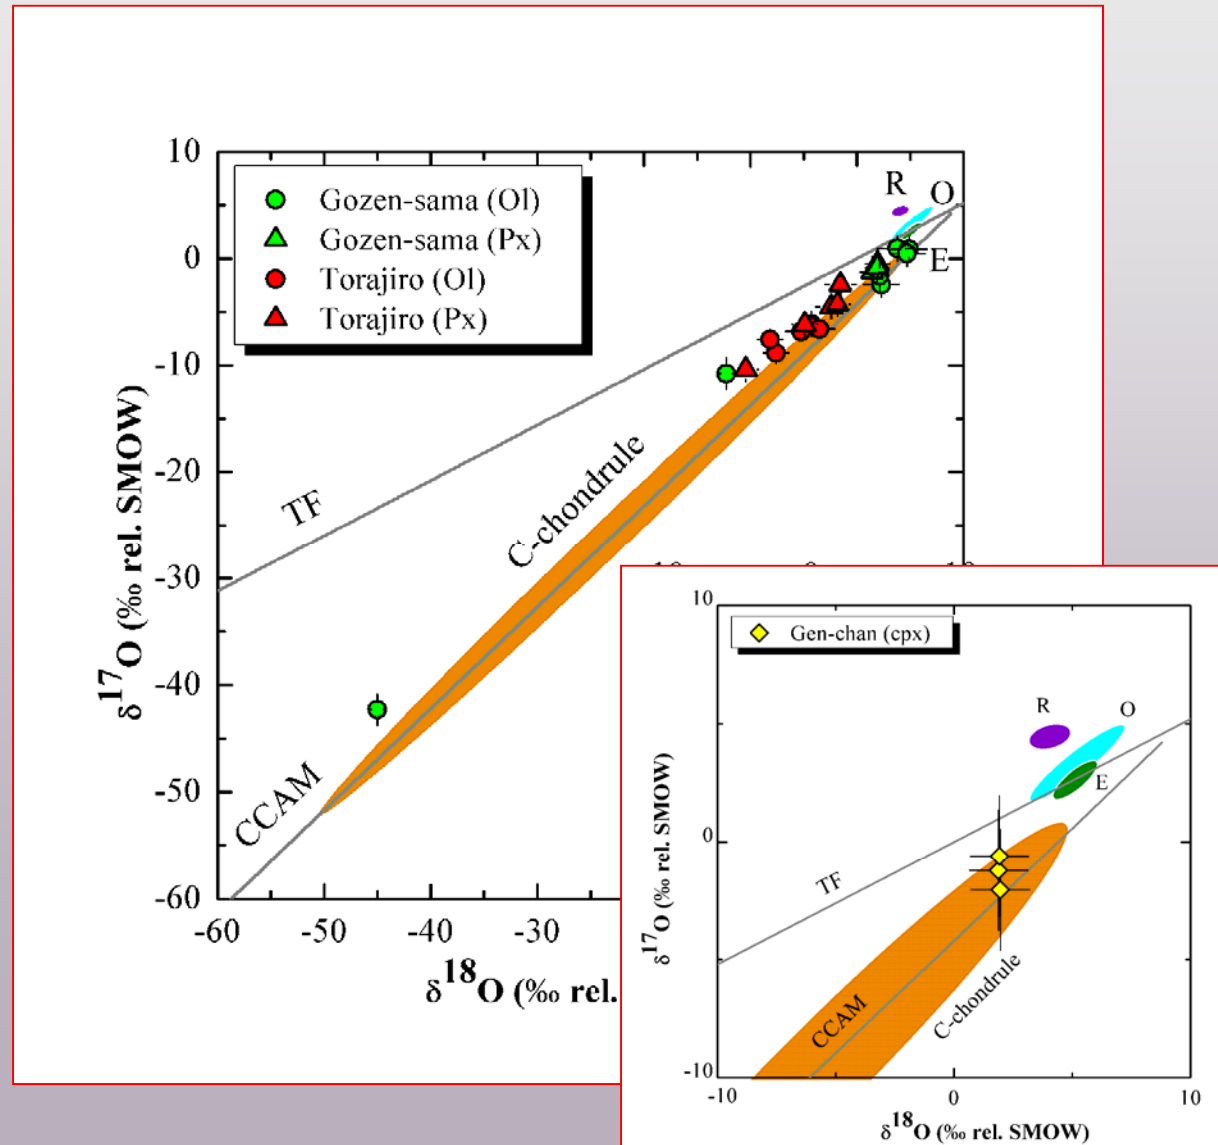 10
0
-10
-20
-30
-40
-50
-60
-60
-50
-40
-30
δ17O (‰ rel. SMOW)
δ18O (‰ rel.
Gozen-sama (Ol)
Gozen-sama (Px)
Torajiro (Ol)
Torajiro (Px)
R
O
E
TF
C-chondrule
CCAM
10
0
-10
-10
0
10
δ17O (‰ rel. SMOW)
δ18O (‰ rel. SMOW)
Gen-chan (cpx)
R
O
E
TF
CCAM
C-chondrule